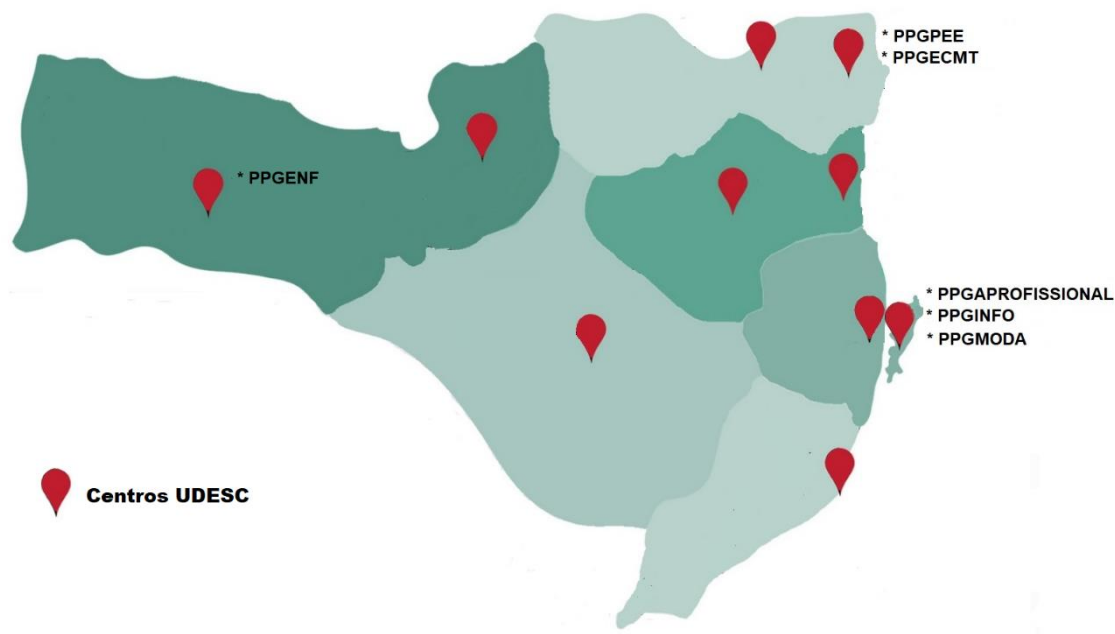 * PPGPEE
* PPGECMT
* PPGENF
* PPGAPROFISSIONAL
* PPGINFO
* PPGMODA
Centros UDESC